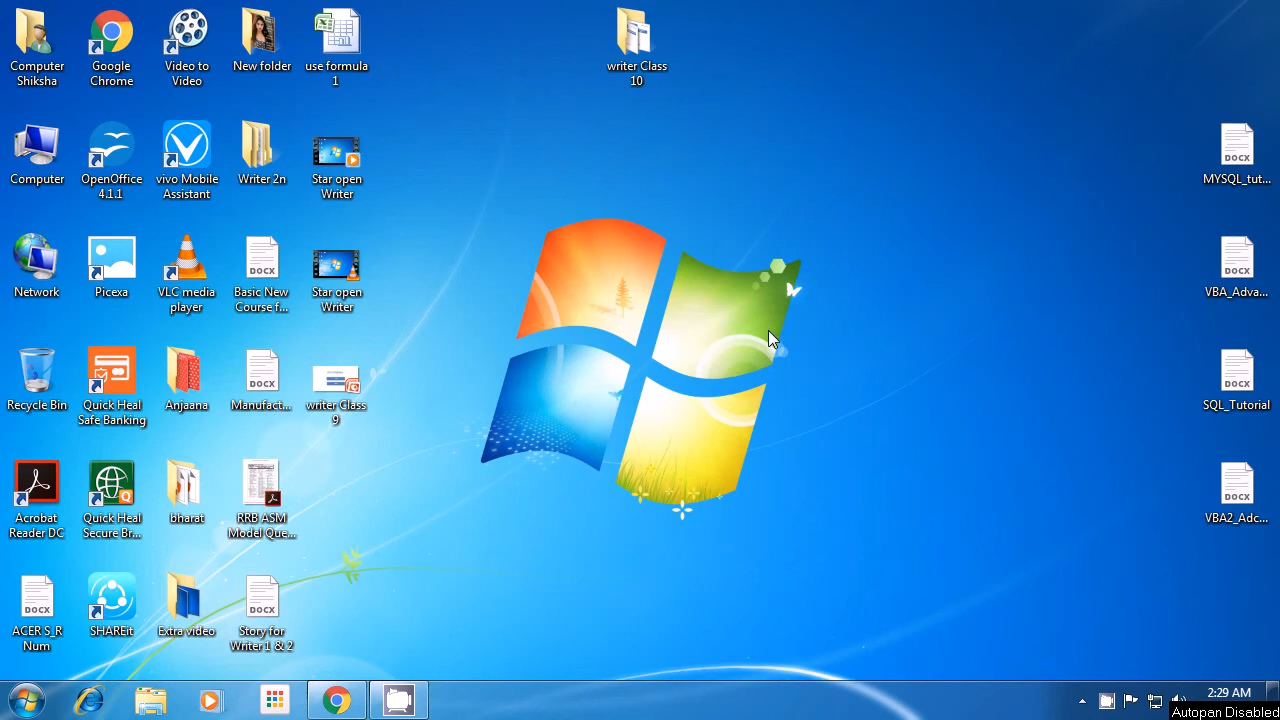 Computer
Shiksha
Google
Chrome
Video to
Video
New folder
use formula
1
writer Class
10
Computer
OpenOffice
4.1.1
vivo Mobile
Assistant
Writer 2n
Star open
Writer
DOCX
MYSQL_tut...
Network
Picexa
VLC media
player
DOCX
Basic New
Course f...
Star open
Writer
DOCX
VBA_Adva...
Recycle Bin
Quick Heal
Safe Banking
Anjaana
DOCX
Manufact...
writer Class
9
DOCX
SQL_Tutorial
Acrobat
Reader DC
Quick Heal
Secure Br...
bharat
RRB ASM
Model Que...
DOCX
VBA2_Adc...
DOCX
ACER S_R
Num
SHAREit
Extra video
DOCX
Story for
Writer 1 & 2
2:29 AM
Autopan Disabled